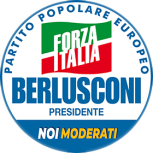 PARTITO POPOLARE EUROPEO
FORZA
ITALIA
BERLUSCONI
PRESIDENTE
NOI MODERATI